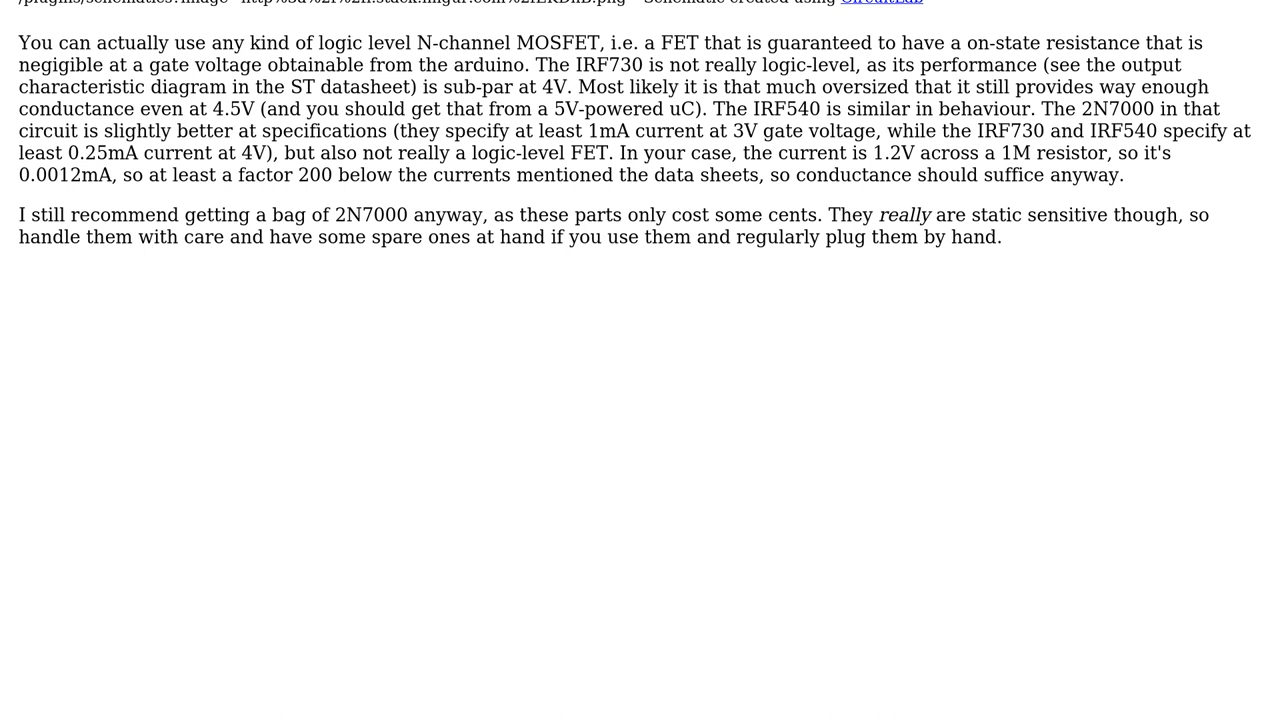 Schematic created using CircuitLab
You can actually use any kind of logic level N-channel MOSFET, i.e. a FET that is guaranteed to have a on-state resistance that is
negigible at a gate voltage obtainable from the arduino. The IRF730 is not really logic-level, as its performance (see the output
characteristic diagram in the ST datasheet) is sub-par at 4V. Most likely it is that much oversized that it still provides way enough
conductance even at 4.5V (and you should get that from a 5V-powered uC). The IRF540 is similar in behaviour. The 2N7000 in that
circuit is slightly better at specifications (they specify at least 1mA current at 3V gate voltage, while the IRF730 and IRF540 specify at
least 0.25mA current at 4V), but also not really a logic-level FET. In your case, the current is 1.2V across a 1M resistor, so it's
0.0012mA, so at least a factor 200 below the currents mentioned the data sheets, so conductance should suffice anyway.
I still recommend getting a bag of 2N7000 anyway, as these parts only cost some cents. They really are static sensitive though, so
handle them with care and have some spare ones at hand if you use them and regularly plug them by hand.